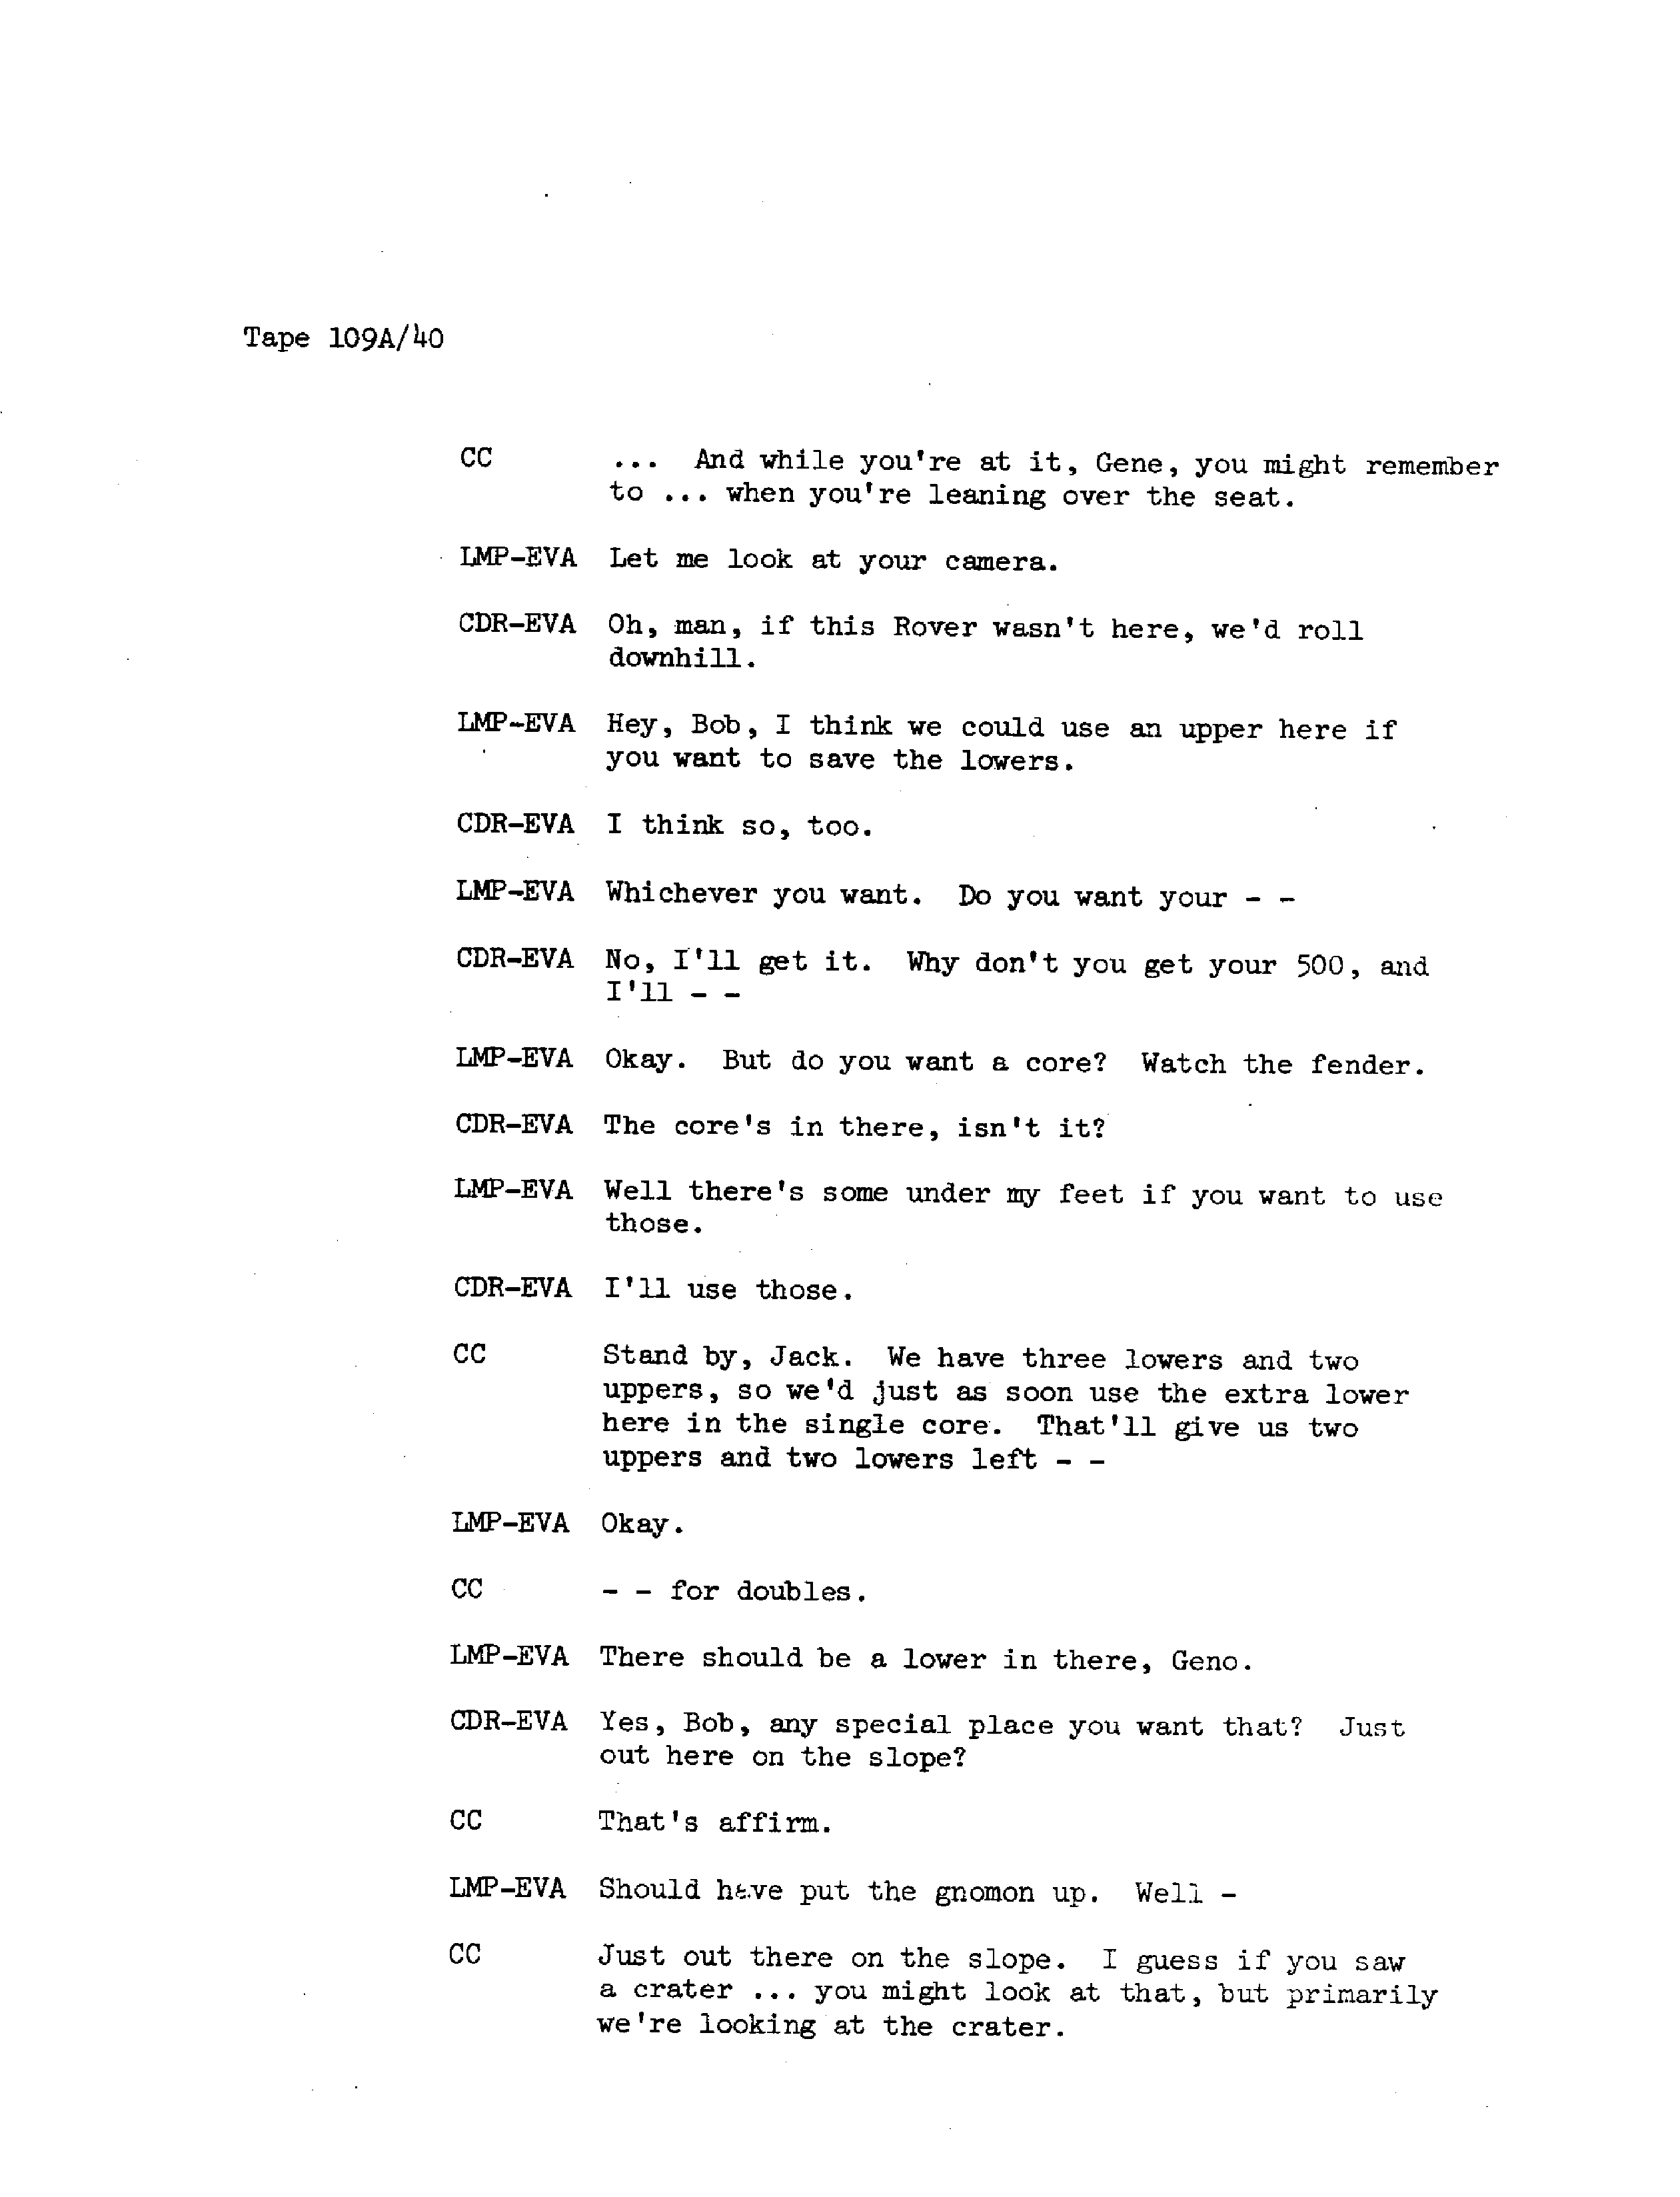 Tape 109A/40
CC ... And while you're at it, Gene, you might remember
to ... when you're leaning over the seat.
LMP-EVA Let me look at your camera.
CDR-EVA Oh, man, if this Rover wasn't here, we'd roll
downhill.
LMP-EVA Hey, Bob, I think we could use an upper here if
you want to save the lowers.
CDR-EVA I think so, too.
LMP-EVA Whichever you want. Do you want your - -
CDR-EVA No, I'll get it. Why don't you get your 500, and
I'll - -
LMP-EVA Okay. But do you want a core? Watch the fender.
CDR-EVA The core's in there, isn't it?
LMP-EVA Well there's some under my feet if you want to use
those.
CDR-EVA I'll use those.
CC Stand by, Jack. We have three lowers and two
uppers, so we'd just as soon use the extra lower
here in the single core. That'll give us two
uppers and two lowers left - -
LMP-EVA Okay.
CC - - for doubles.
LMP-EVA There should be a lower in there, Geno.
CDR-EVA Yes, Bob, any special place you want that? Just
out here on the slope?
CC That's affirm.
LMP-EVA Should have put the gnomon up. Well -
CC Just out there on the slope. I guess if you saw
a crater ... you might look at that, but primarily
we're looking at the crater.